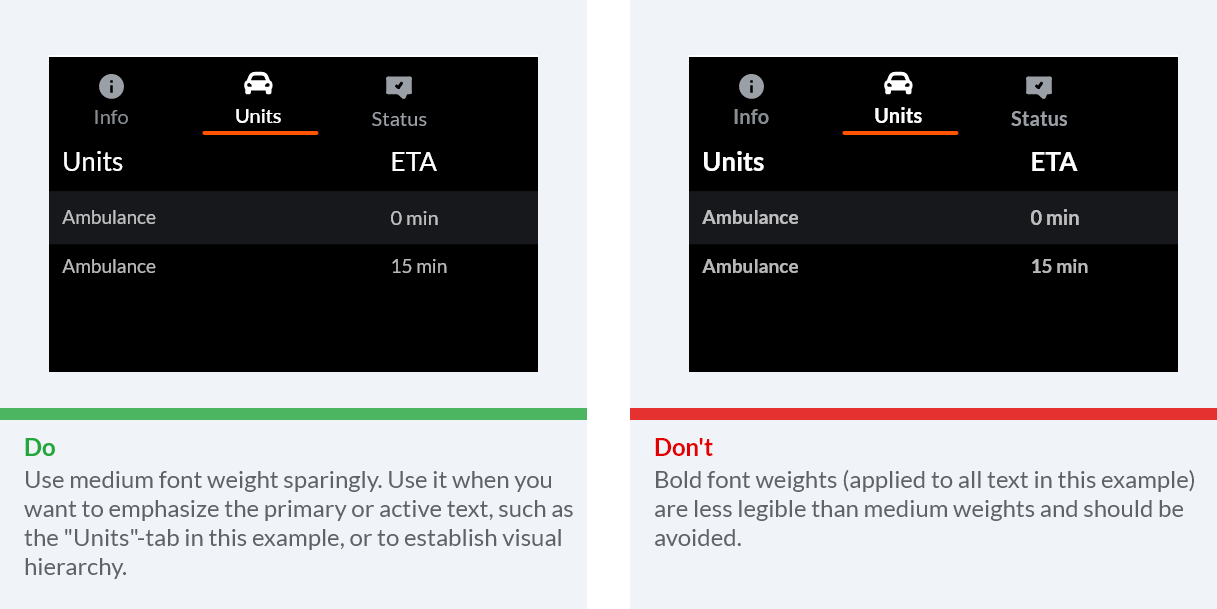 Info Units Status
Units ETA
Ambulance 0 min
Ambulance 15 min
Do
Use medium font weight sparingly. Use it when you
want to emphasize the primary or active text, such as
the "Units"-tab in this example, or to establish visual
hierarchy.
Info Units Status
Units ETA
Ambulance 0 min
Ambulance 15 min
Don't
Bold font weights (applied to all text in this example)
are less legible than medium weights and should be
avoided.